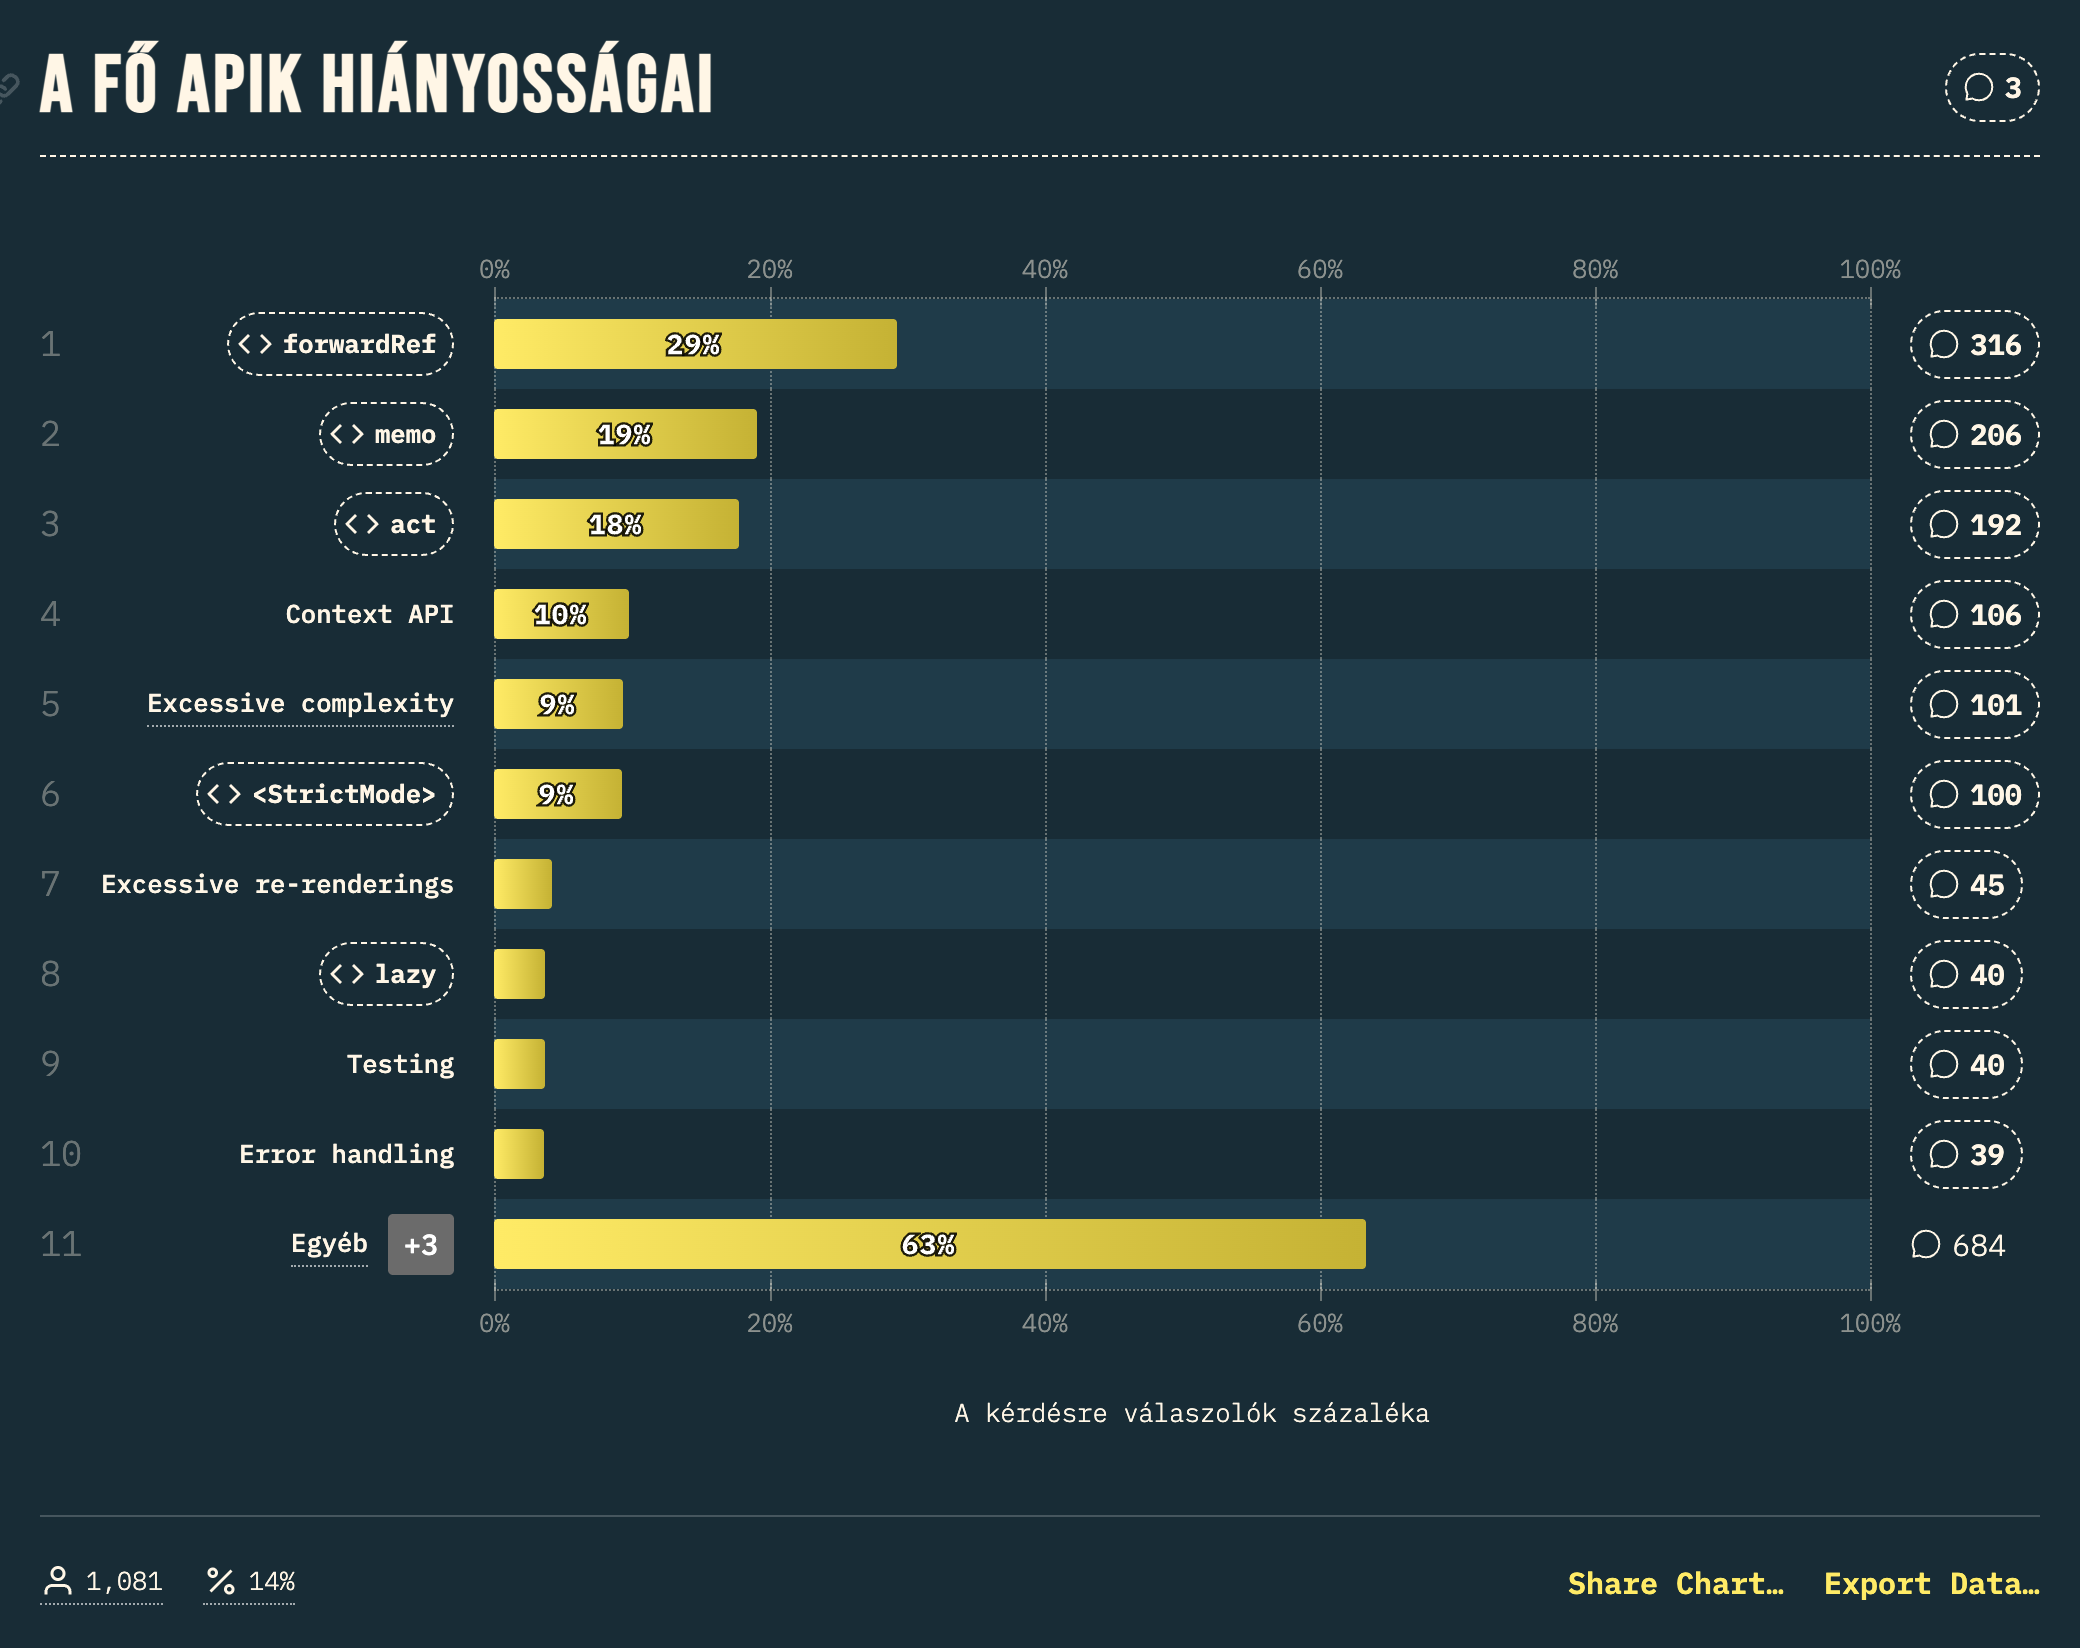 A FŐ APIK HIÁNYOSSÁGAI
3
0% 20% 40% 60% 80% 100%
1 <> forwardRef 29% 316
2 <> memo 19% 206
3 <> act 18% 192
4 Context API 10% 106
5 Excessive complexity 9% 101
6 <> <StrictMode> 9% 100
7 Excessive re-renderings 45
8 <> lazy 40
9 Testing 40
10 Error handling 39
11 Egyéb +3 63% 684
0% 20% 40% 60% 80% 100%
A kérdésre válaszolók százaléka
1,081 % 14% Share Chart… Export Data…